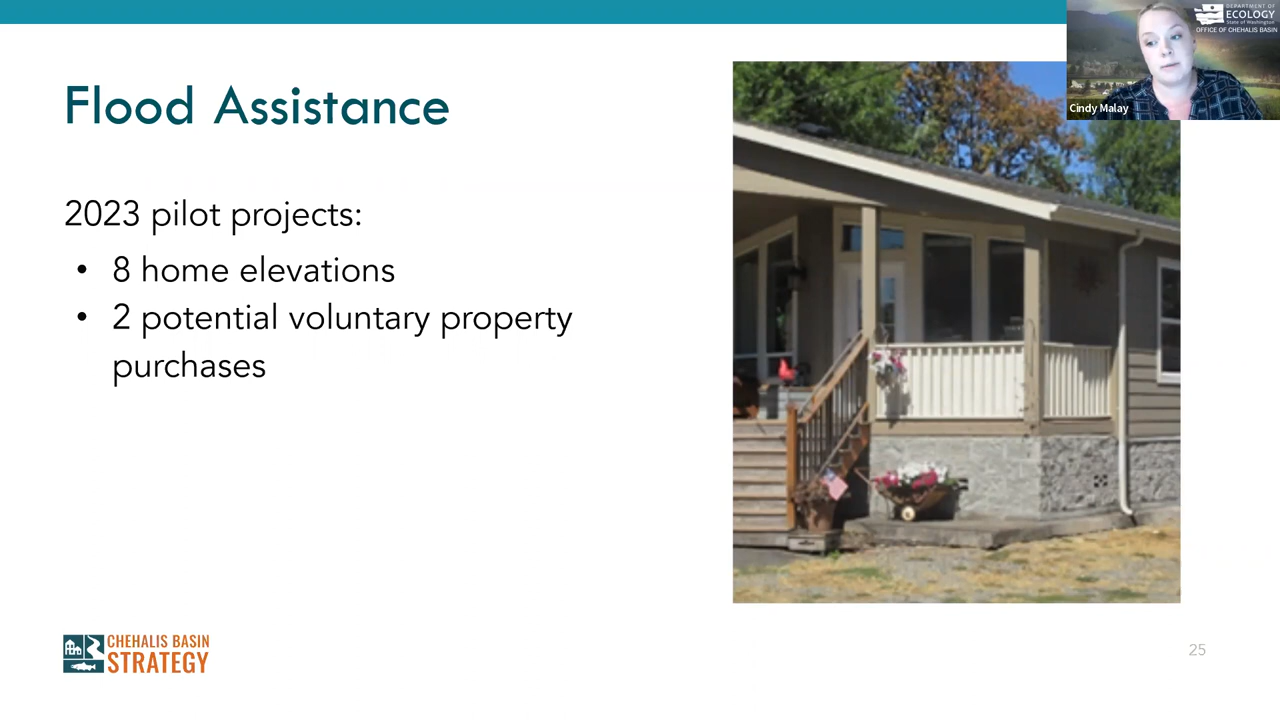 Flood Assistance
2023 pilot projects:
• 8 home elevations
• 2 potential voluntary property
purchases
CHEHALIS BASIN
STRATEGY
25
DEPARTMENT OF
ECOLOGY
State of Washington
OFFICE OF CHEHALIS BASIN
Cindy Malay